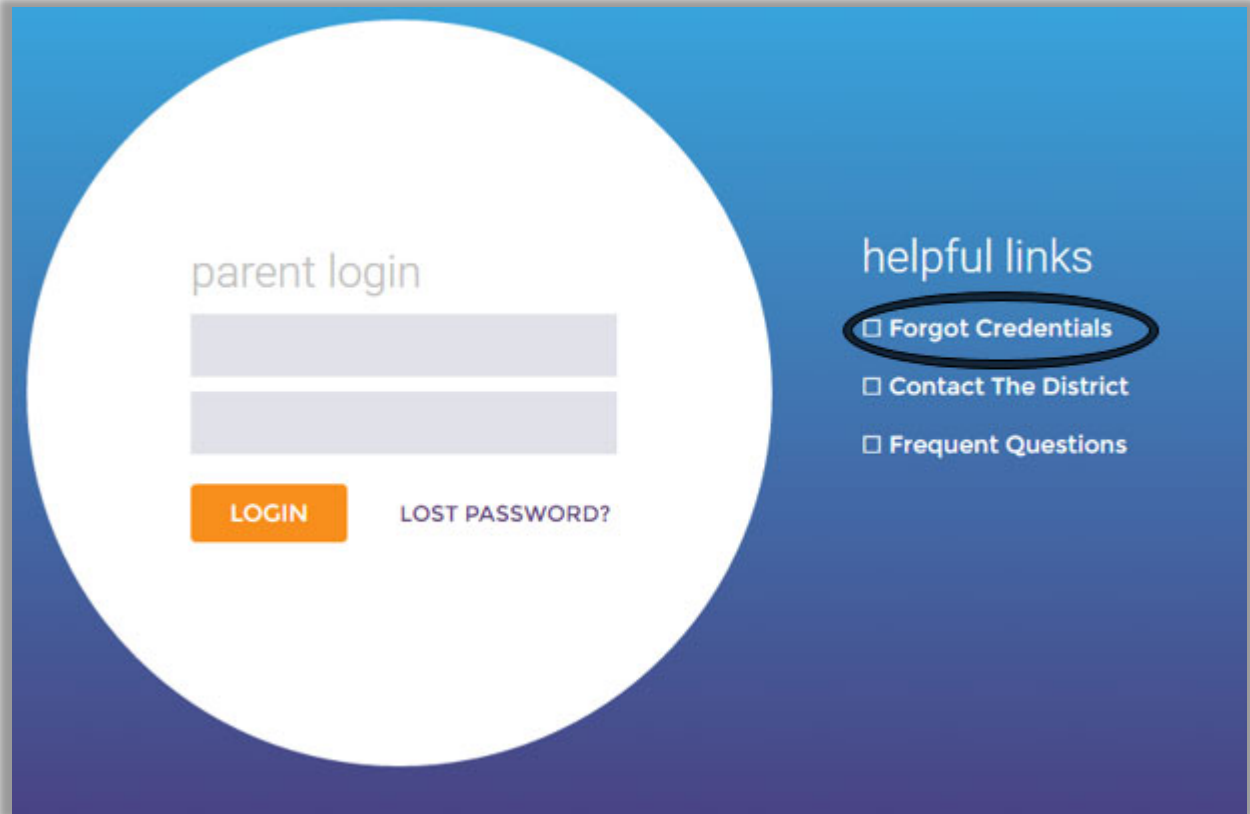 parent login
LOGIN
LOST PASSWORD?
helpful links
Forgot Credentials
Contact The District
Frequent Questions